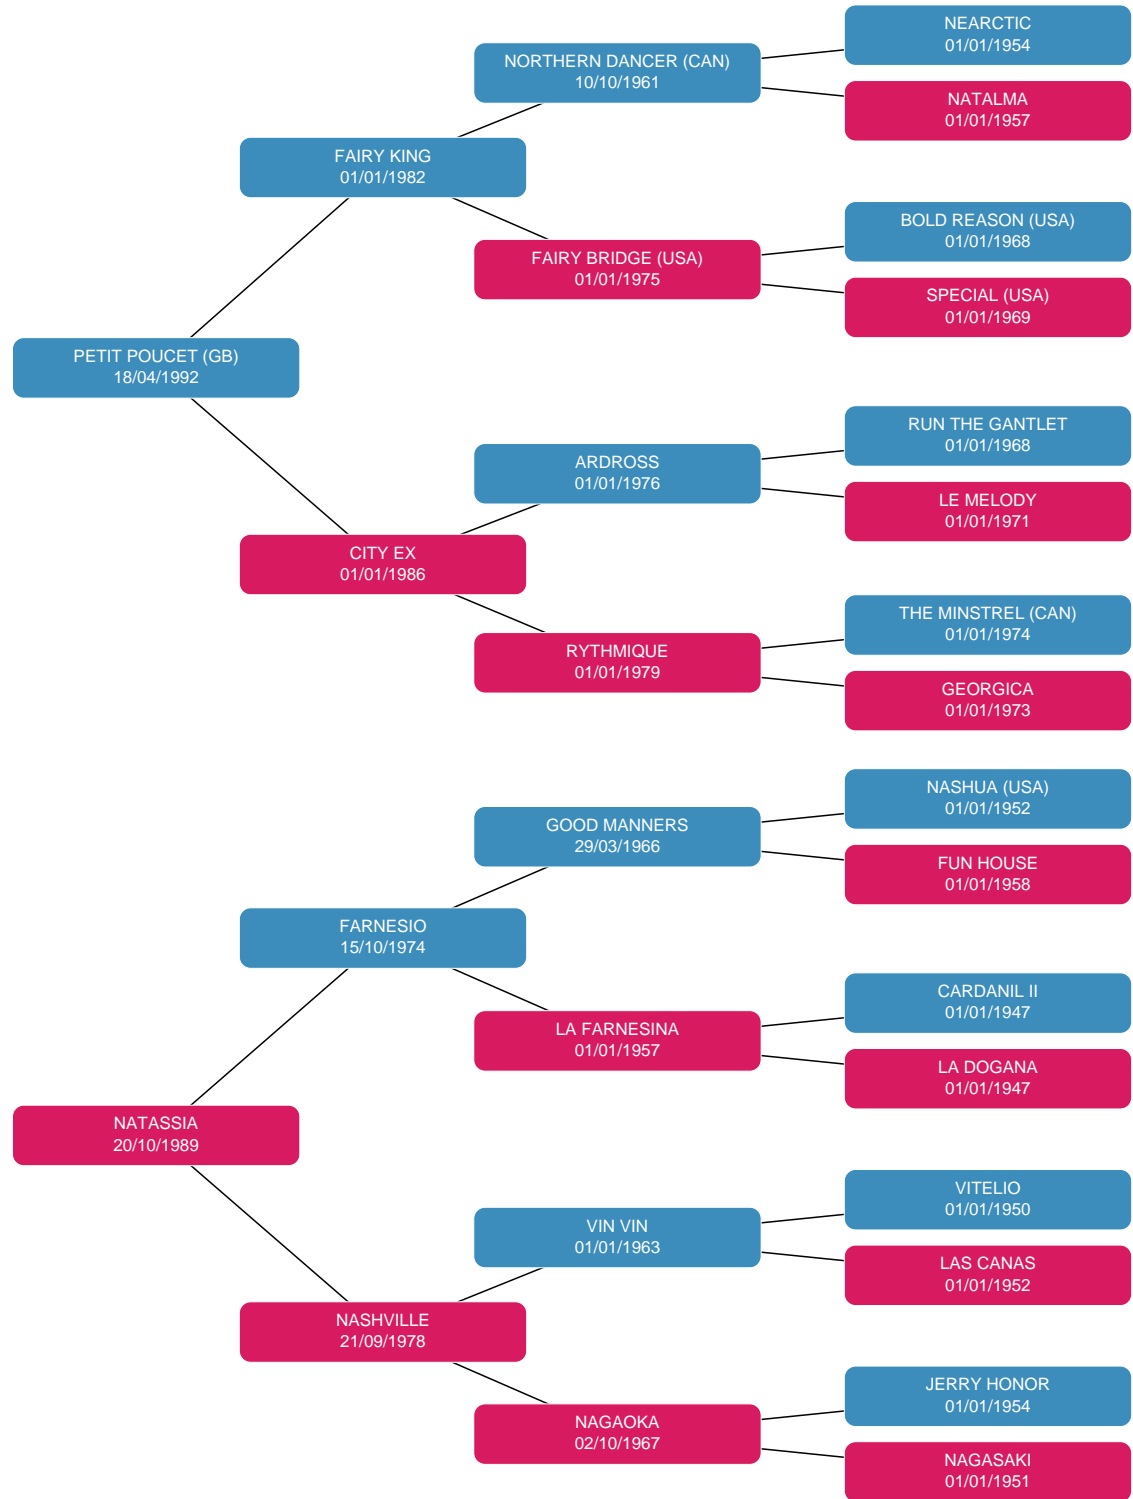 NEARCTIC
01/01/1954
NORTHERN DANCER (CAN)
10/10/1961
NATALMA
01/01/1957
FAIRY KING
01/01/1982
BOLD REASON (USA)
01/01/1968
FAIRY BRIDGE (USA)
01/01/1975
SPECIAL (USA)
01/01/1969
PETIT POUCET (GB)
18/04/1992
RUN THE GANTLET
01/01/1968
ARDROSS
01/01/1976
LE MELODY
01/01/1971
CITY EX
01/01/1986
THE MINSTREL (CAN)
01/01/1974
RYTHMIQUE
01/01/1979
GEORGICA
01/01/1973
NASHUA (USA)
01/01/1952
GOOD MANNERS
29/03/1966
FUN HOUSE
01/01/1958
FARNESIO
15/10/1974
CARDANIL II
01/01/1947
LA FARNESINA
01/01/1957
LA DOGANA
01/01/1947
NATASSIA
20/10/1989
VITELIO
01/01/1950
VIN VIN
01/01/1963
LAS CANAS
01/01/1952
NASHVILLE
21/09/1978
JERRY HONOR
01/01/1954
NAGAOKA
02/10/1967
NAGASAKI
01/01/1951